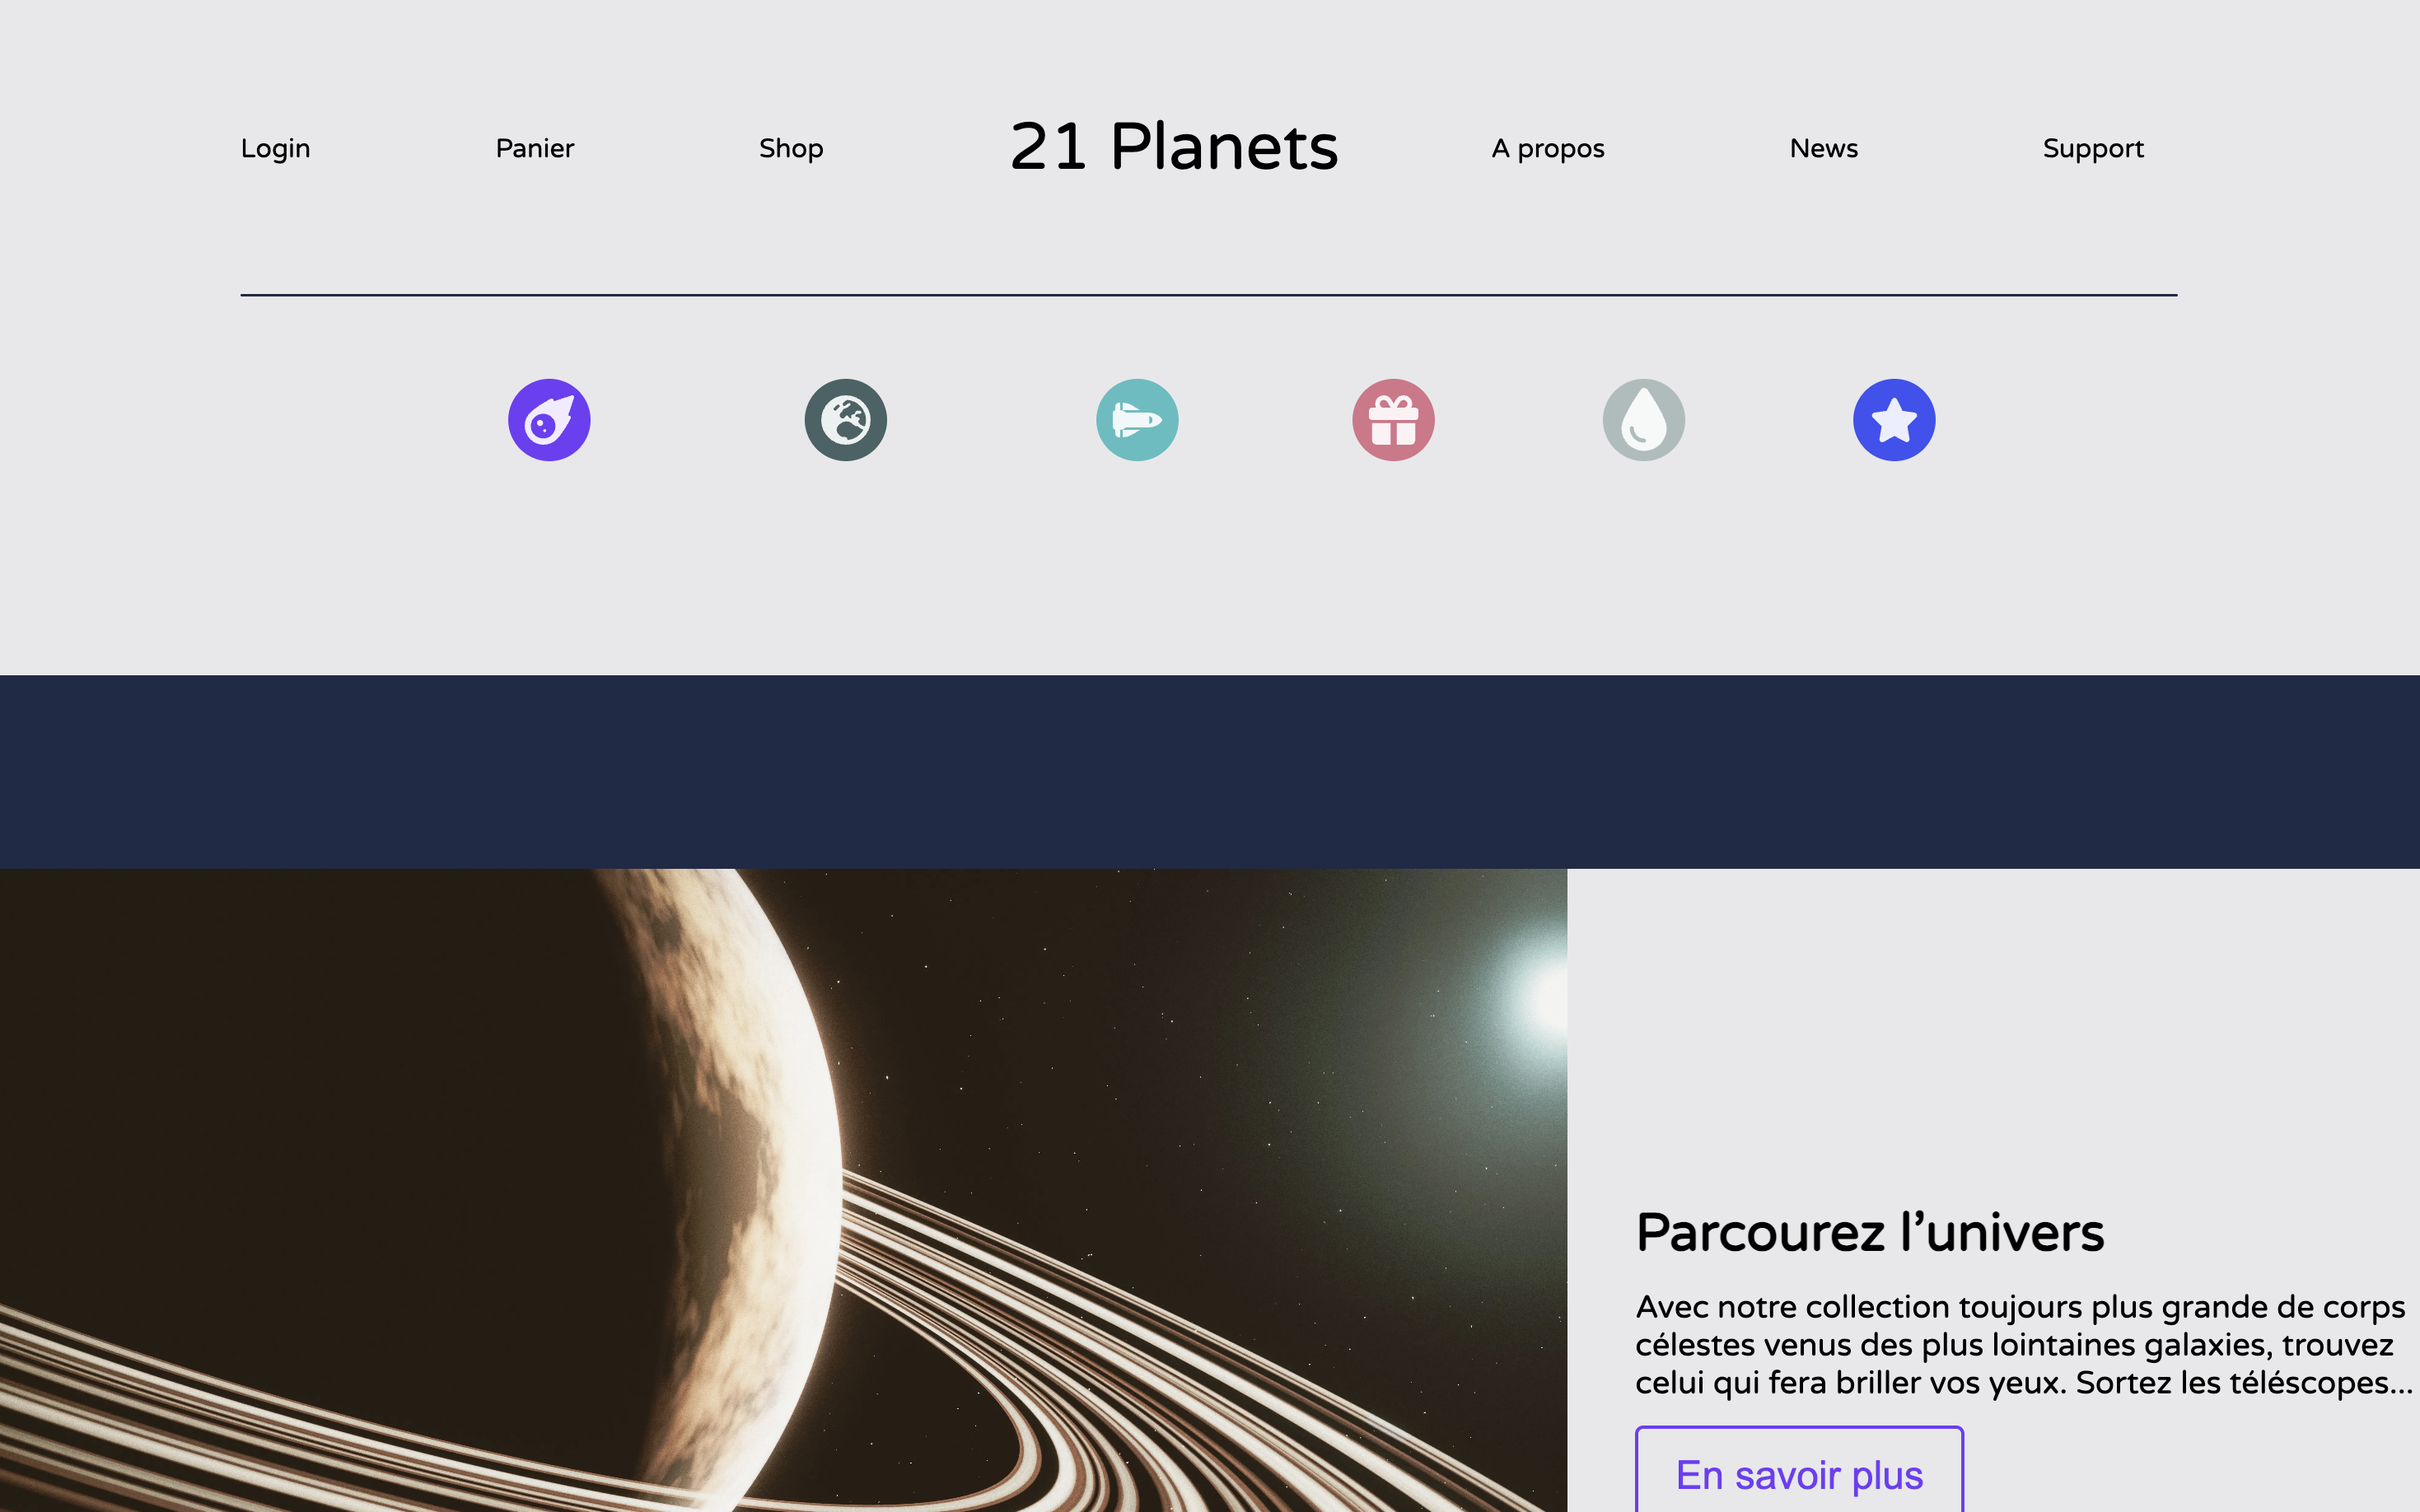 Login Panier Shop 21 Planets A propos News Support
Parcourez l’univers
Avec notre collection toujours plus grande de corps
célestes venus des plus lointaines galaxies, trouvez
celui qui fera briller vos yeux. Sortez les téléscopes...
En savoir plus